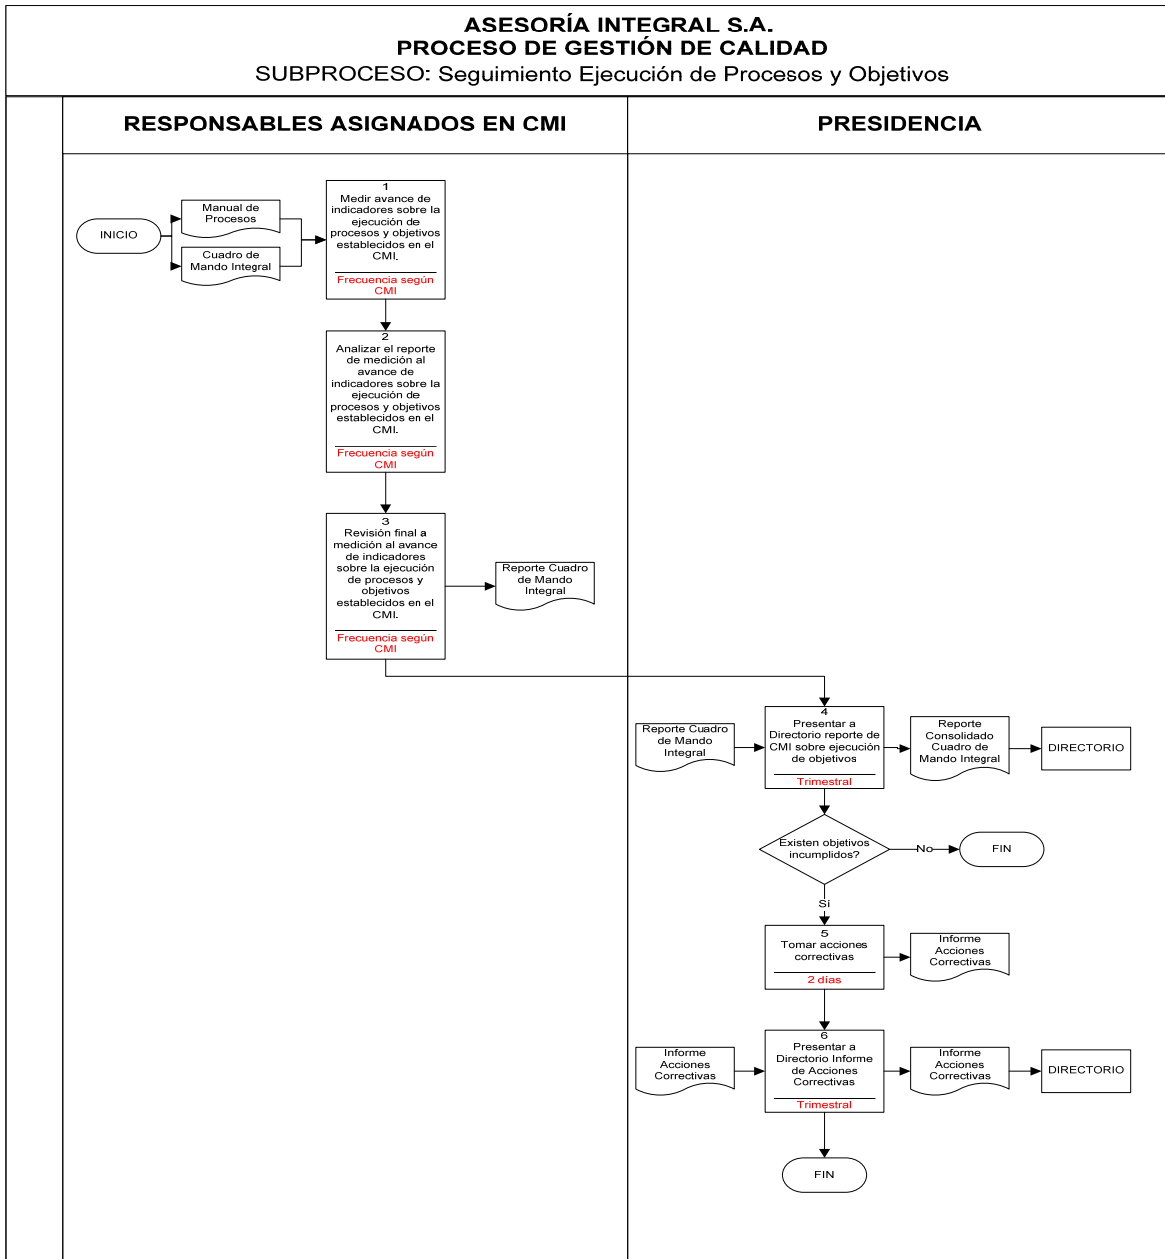 ASESORÍA INTEGRAL S.A.
PROCESO DE GESTIÓN DE CALIDAD
SUBPROCESO: Seguimiento Ejecución de Procesos y Objetivos
RESPONSABLES ASIGNADOS EN CMI
PRESIDENCIA
INICIO
Manual de
Procesos
Cuadro de
Mando Integral
1
Medir avance de
indicadores sobre la
ejecución de
procesos y objetivos
establecidos en el
CMI.
Frecuencia según
CMI
2
Analizar el reporte
de medición al
avance de
indicadores sobre la
ejecución de
procesos y objetivos
establecidos en el
CMI.
Frecuencia según
CMI
3
Revisión final a
medición al avance
de indicadores
sobre la ejecución
de procesos y
objetivos
establecidos en el
CMI.
Frecuencia según
CMI
Reporte Cuadro
de Mando
Integral
Reporte Cuadro
de Mando
Integral
4
Presentar a
Directorio reporte de
CMI sobre ejecución
de objetivos
Trimestral
Reporte
Consolidado
Cuadro de
Mando Integral
DIRECTORIO
Existen objetivos
incumplidos?
No
FIN
Sí
5
Tomar acciones
correctivas
2 días
Informe
Acciones
Correctivas
Informe
Acciones
Correctivas
6
Presentar a
Directorio Informe
de Acciones
Correctivas
Trimestral
Informe
Acciones
Correctivas
DIRECTORIO
FIN